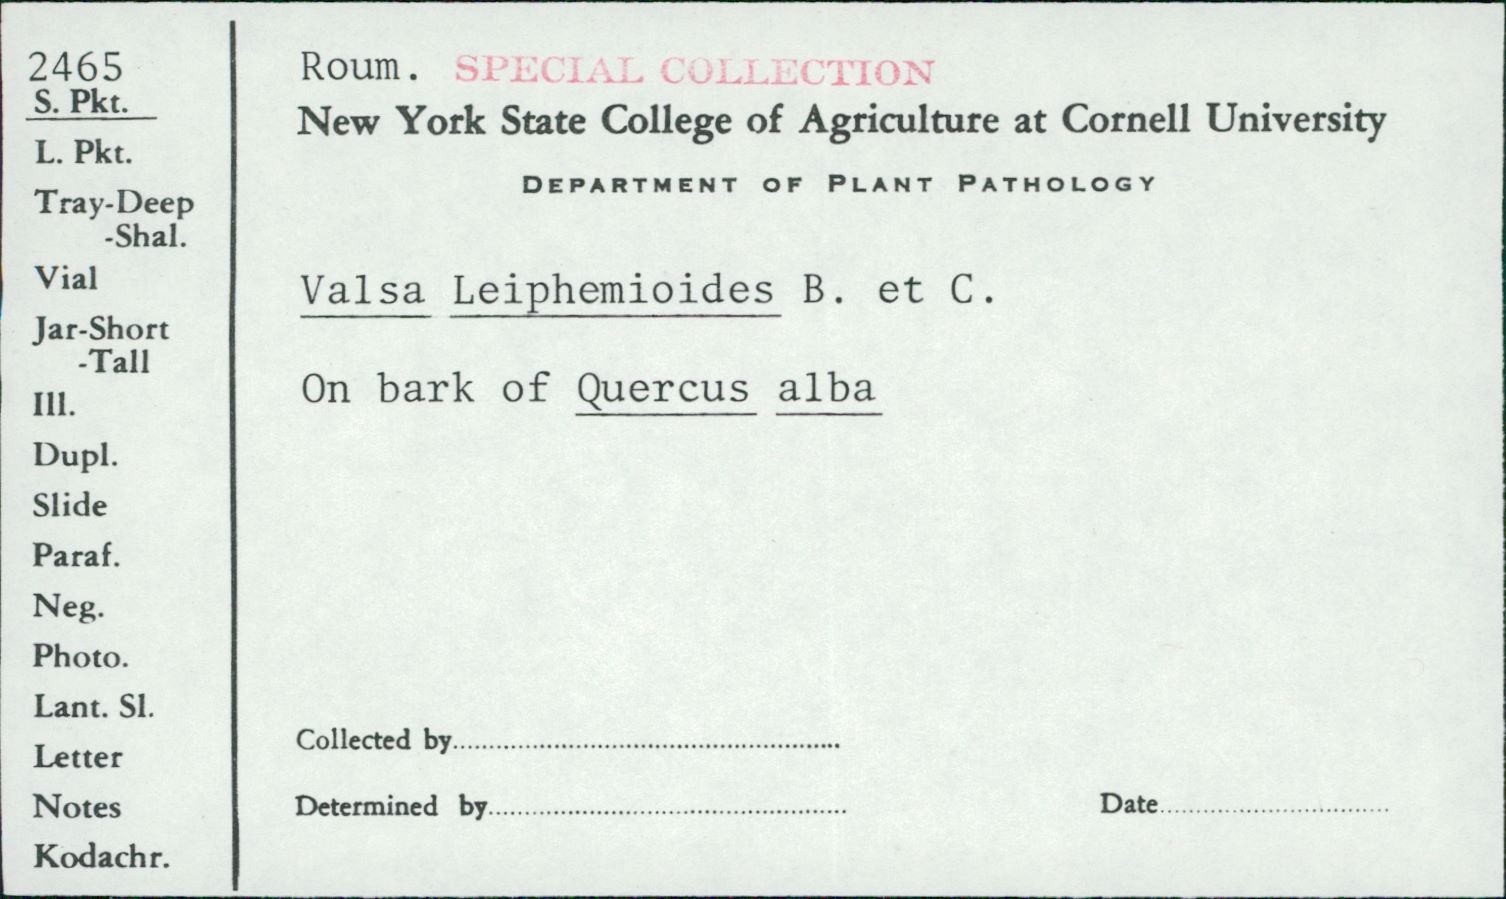 2465
S. Pkt.
L. Pkt.
Tray-Deep
-Shal.
Vial
Jar-Short
-Tall
Ill.
Dupl.
Slide
Paraf.
Neg.
Photo.
Lant. Sl.
Letter
Notes
Kodachr.
Roum. SPECIAL COLLECTION
New York State College of Agriculture at Cornell University
DEPARTMENT OF PLANT PATHOLOGY
Valsa Leiphemioides B. et C.
On bark of Quercus alba
Collected by
Determined by
Date